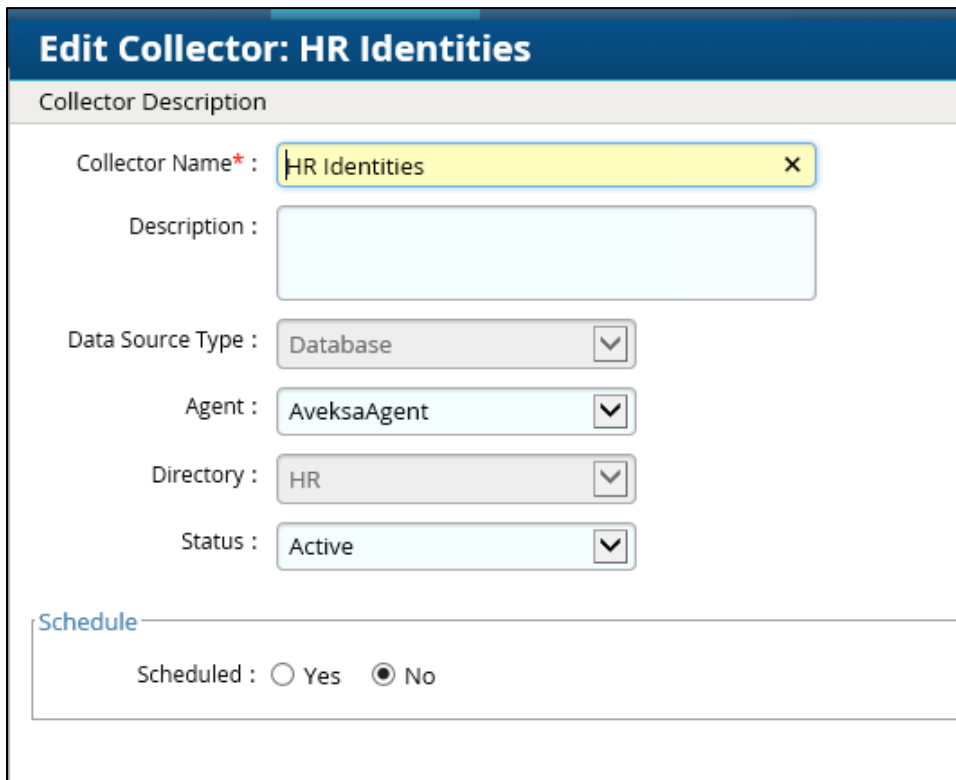 Edit Collector: HR Identities
Collector Description
Collector Name* : HR Identities
Description :
Data Source Type : Database
Agent : AveksaAgent
Directory : HR
Status : Active
Schedule
Scheduled : Yes No